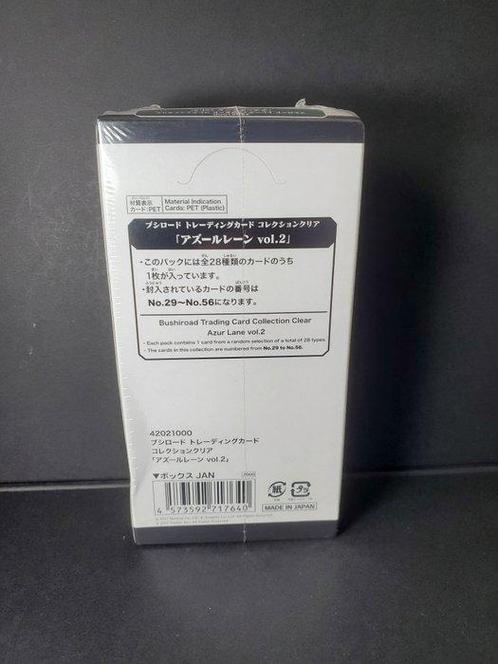 材質表示
カード:PET
Material Indication
Cards: PET (Plastic)
ブシロード トレーディングカード コレクションクリア
「アズールレーン vol.2」
・このパックには全28種類のカードのうち
1枚が入っています。
・封入されているカードの番号は
No.29〜No.56になります。
Bushiroad Trading Card Collection Clear
Azur Lane vol.2
・Each pack contains 1 card from a random selection of a total of 28 types.
・The cards in this collection are numbered from No.29 to No.56.
42021000
ブシロード トレーディングカード
コレクションクリア
「アズールレーン vol.2」
▼ボックス JAN
4 573592 717640
紙
MADE IN JAPAN